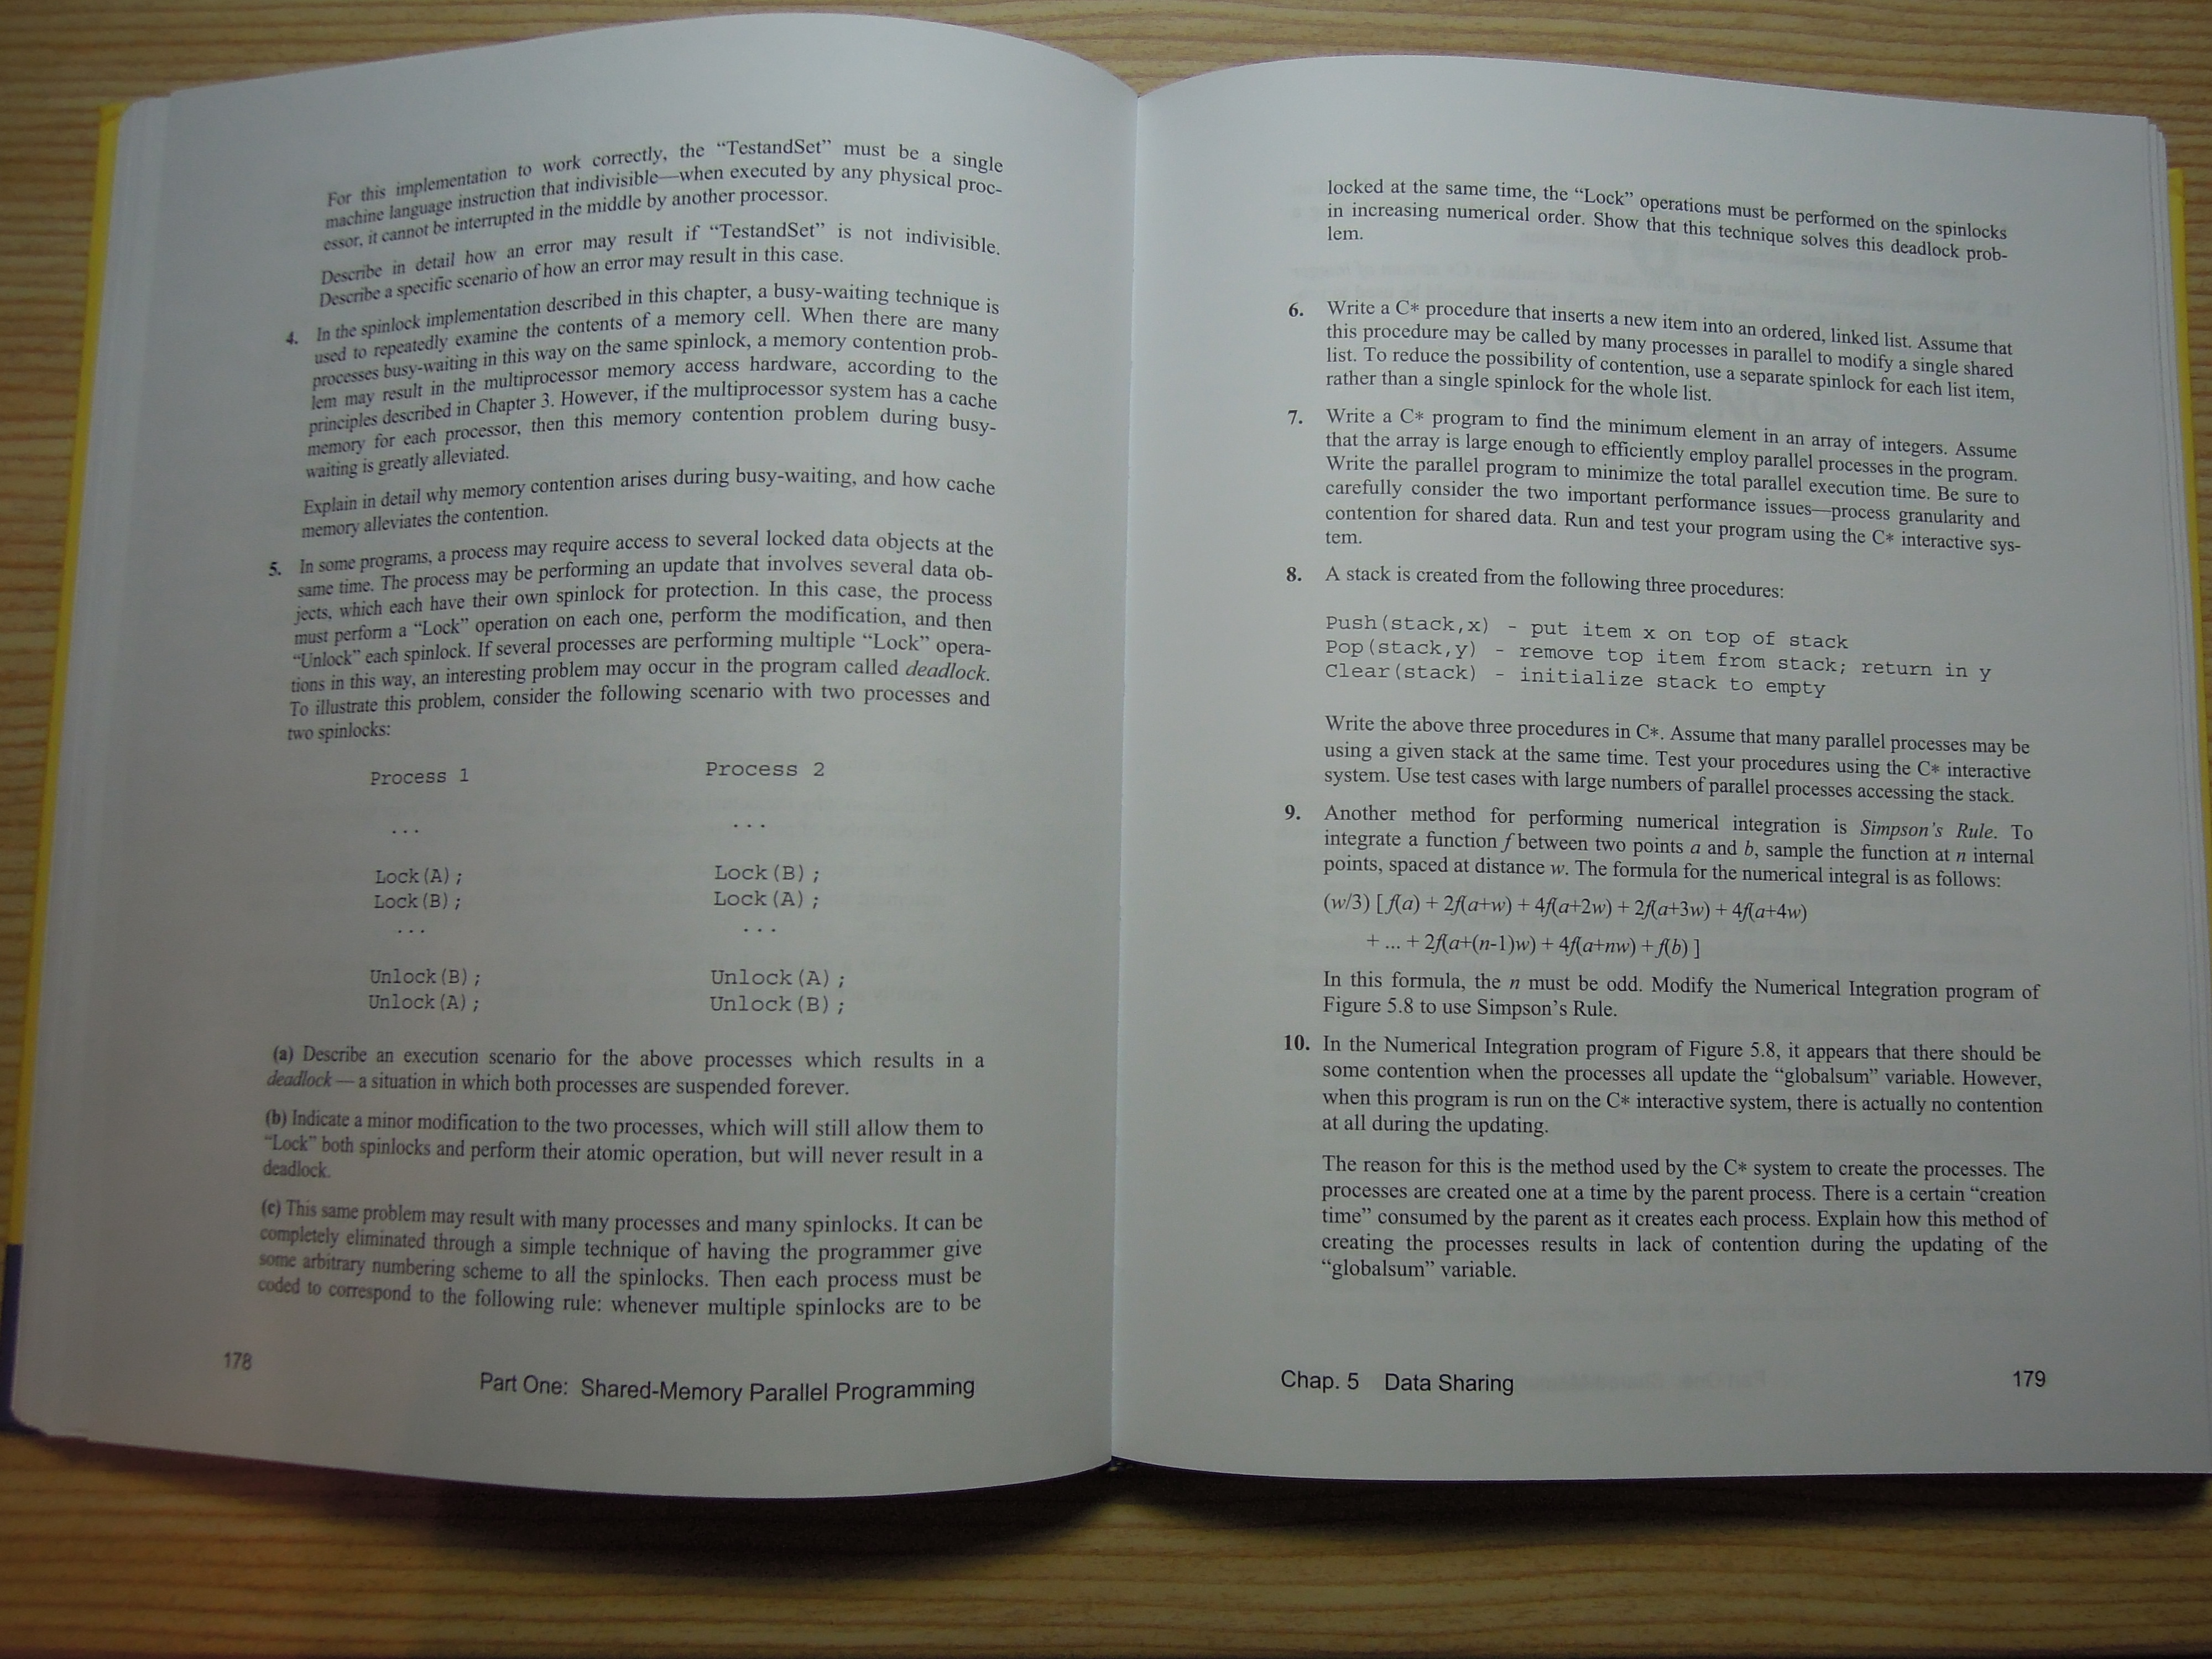 For this implementation to work correctly, the “TestandSet” must be a single
machine language instruction that indivisible—when executed by any physical proc-
essor, it cannot be interrupted in the middle by another processor.
Describe in detail how an error may result if “TestandSet” is not indivisible.
Describe a specific scenario of how an error may result in this case.
4. In the spinlock implementation described in this chapter, a busy-waiting technique is
used to repeatedly examine the contents of a memory cell. When there are many
processes busy-waiting in this way on the same spinlock, a memory contention prob-
lem may result in the multiprocessor memory access hardware, according to the
principles described in Chapter 3. However, if the multiprocessor system has a cache
memory for each processor, then this memory contention problem during busy-
waiting is greatly alleviated.
Explain in detail why memory contention arises during busy-waiting, and how cache
memory alleviates the contention.
5. In some programs, a process may require access to several locked data objects at the
same time. The process may be performing an update that involves several data ob-
jects, which each have their own spinlock for protection. In this case, the process
must perform a “Lock” operation on each one, perform the modification, and then
“Unlock” each spinlock. If several processes are performing multiple “Lock” opera-
tions in this way, an interesting problem may occur in the program called deadlock.
To illustrate this problem, consider the following scenario with two processes and
two spinlocks:
Process 1 Process 2
... ...
Lock(A); Lock(B);
Lock(B); Lock(A);
... ...
Unlock(B); Unlock(A);
Unlock(A); Unlock(B);
(a) Describe an execution scenario for the above processes which results in a
deadlock — a situation in which both processes are suspended forever.
(b) Indicate a minor modification to the two processes, which will still allow them to
“Lock” both spinlocks and perform their atomic operation, but will never result in a
deadlock.
(c) This same problem may result with many processes and many spinlocks. It can be
completely eliminated through a simple technique of having the programmer give
some arbitrary numbering scheme to all the spinlocks. Then each process must be
coded to correspond to the following rule: whenever multiple spinlocks are to be
178
Part One: Shared-Memory Parallel Programming
locked at the same time, the “Lock” operations must be performed on the spinlocks
in increasing numerical order. Show that this technique solves this deadlock prob-
lem.
6. Write a C* procedure that inserts a new item into an ordered, linked list. Assume that
this procedure may be called by many processes in parallel to modify a single shared
list. To reduce the possibility of contention, use a separate spinlock for each list item,
rather than a single spinlock for the whole list.
7. Write a C* program to find the minimum element in an array of integers. Assume
that the array is large enough to efficiently employ parallel processes in the program.
Write the parallel program to minimize the total parallel execution time. Be sure to
carefully consider the two important performance issues—process granularity and
contention for shared data. Run and test your program using the C* interactive sys-
tem.
8. A stack is created from the following three procedures:
Push(stack,x) - put item x on top of stack
Pop(stack,y) - remove top item from stack; return in y
Clear(stack) - initialize stack to empty
Write the above three procedures in C*. Assume that many parallel processes may be
using a given stack at the same time. Test your procedures using the C* interactive
system. Use test cases with large numbers of parallel processes accessing the stack.
9. Another method for performing numerical integration is Simpson’s Rule. To
integrate a function f between two points a and b, sample the function at n internal
points, spaced at distance w. The formula for the numerical integral is as follows:
(w/3) [ f(a) + 2f(a+w) + 4f(a+2w) + 2f(a+3w) + 4f(a+4w)
+ ... + 2f(a+(n-1)w) + 4f(a+nw) + f(b) ]
In this formula, the n must be odd. Modify the Numerical Integration program of
Figure 5.8 to use Simpson’s Rule.
10. In the Numerical Integration program of Figure 5.8, it appears that there should be
some contention when the processes all update the “globalsum” variable. However,
when this program is run on the C* interactive system, there is actually no contention
at all during the updating.
The reason for this is the method used by the C* system to create the processes. The
processes are created one at a time by the parent process. There is a certain “creation
time” consumed by the parent as it creates each process. Explain how this method of
creating the processes results in lack of contention during the updating of the
“globalsum” variable.
Chap. 5 Data Sharing 179